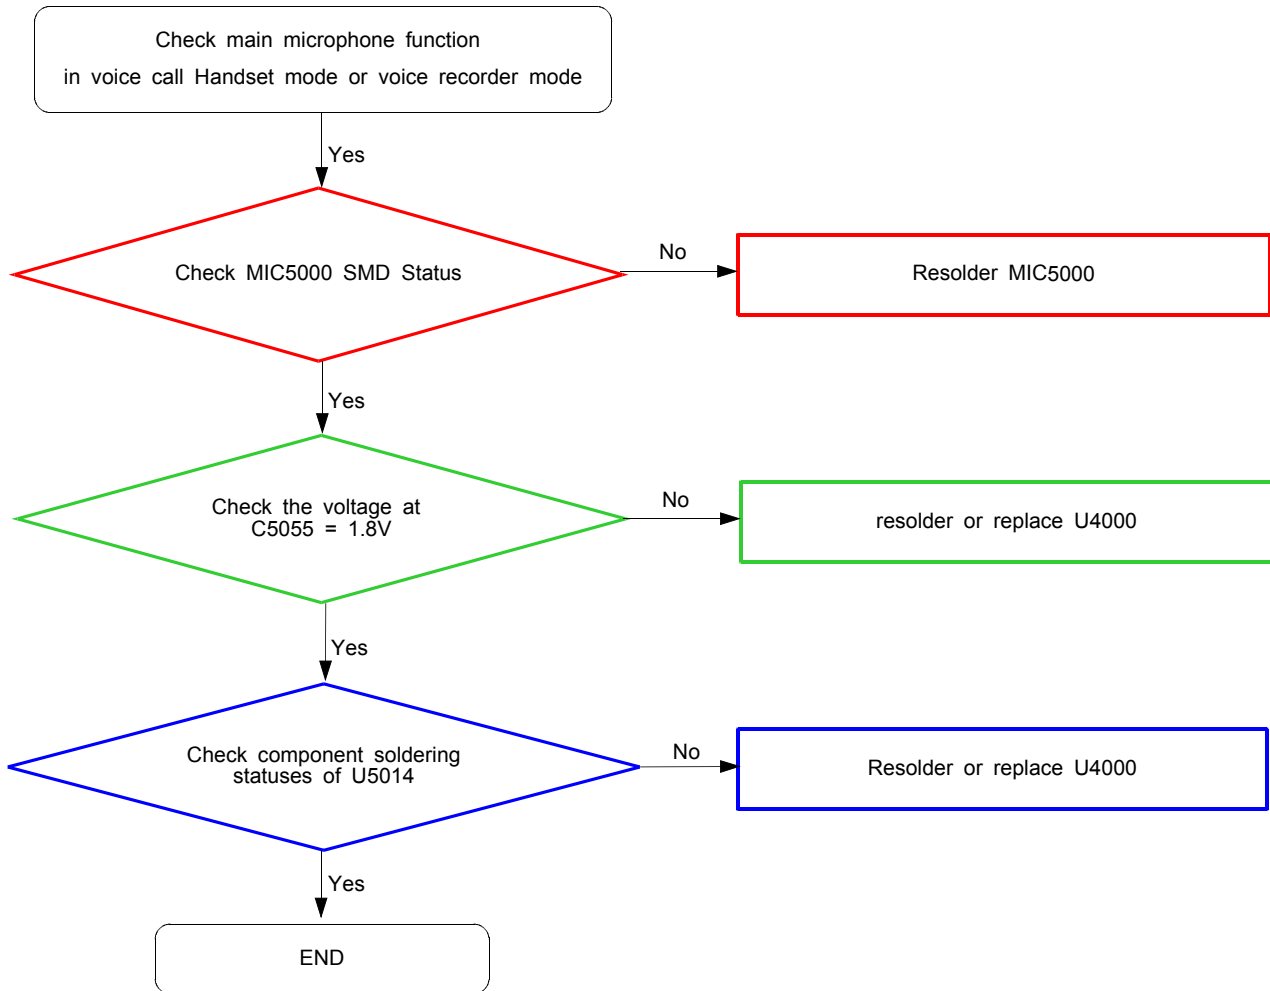 Check main microphone function
in voice call Handset mode or voice recorder mode
Yes
Check MIC5000 SMD Status
No
Resolder MIC5000
Yes
Check the voltage at
C5055 = 1.8V
No
resolder or replace U4000
Yes
Check component soldering
statuses of U5014
No
Resolder or replace U4000
Yes
END